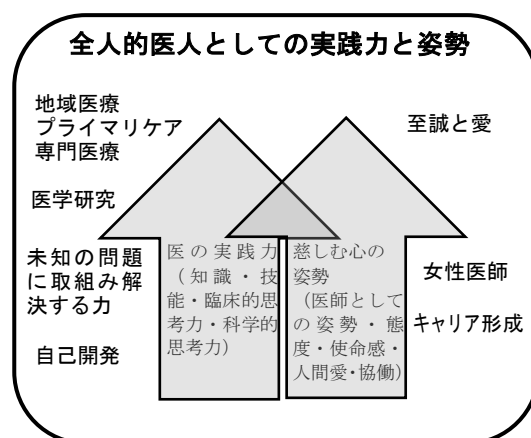 全人的医人としての実践力と姿勢
地域医療
プライマリケア
専門医療
医学研究
未知の問題
に取組み解
決する力
自己開発
医の実践力
(知識・技
能・臨床的思
考力・科学的
思考力)
慈しむ心の
姿勢
(医師として
の姿勢・態
度・使命感・
人間愛・協働)
至誠と愛
女性医師
キャリア形成